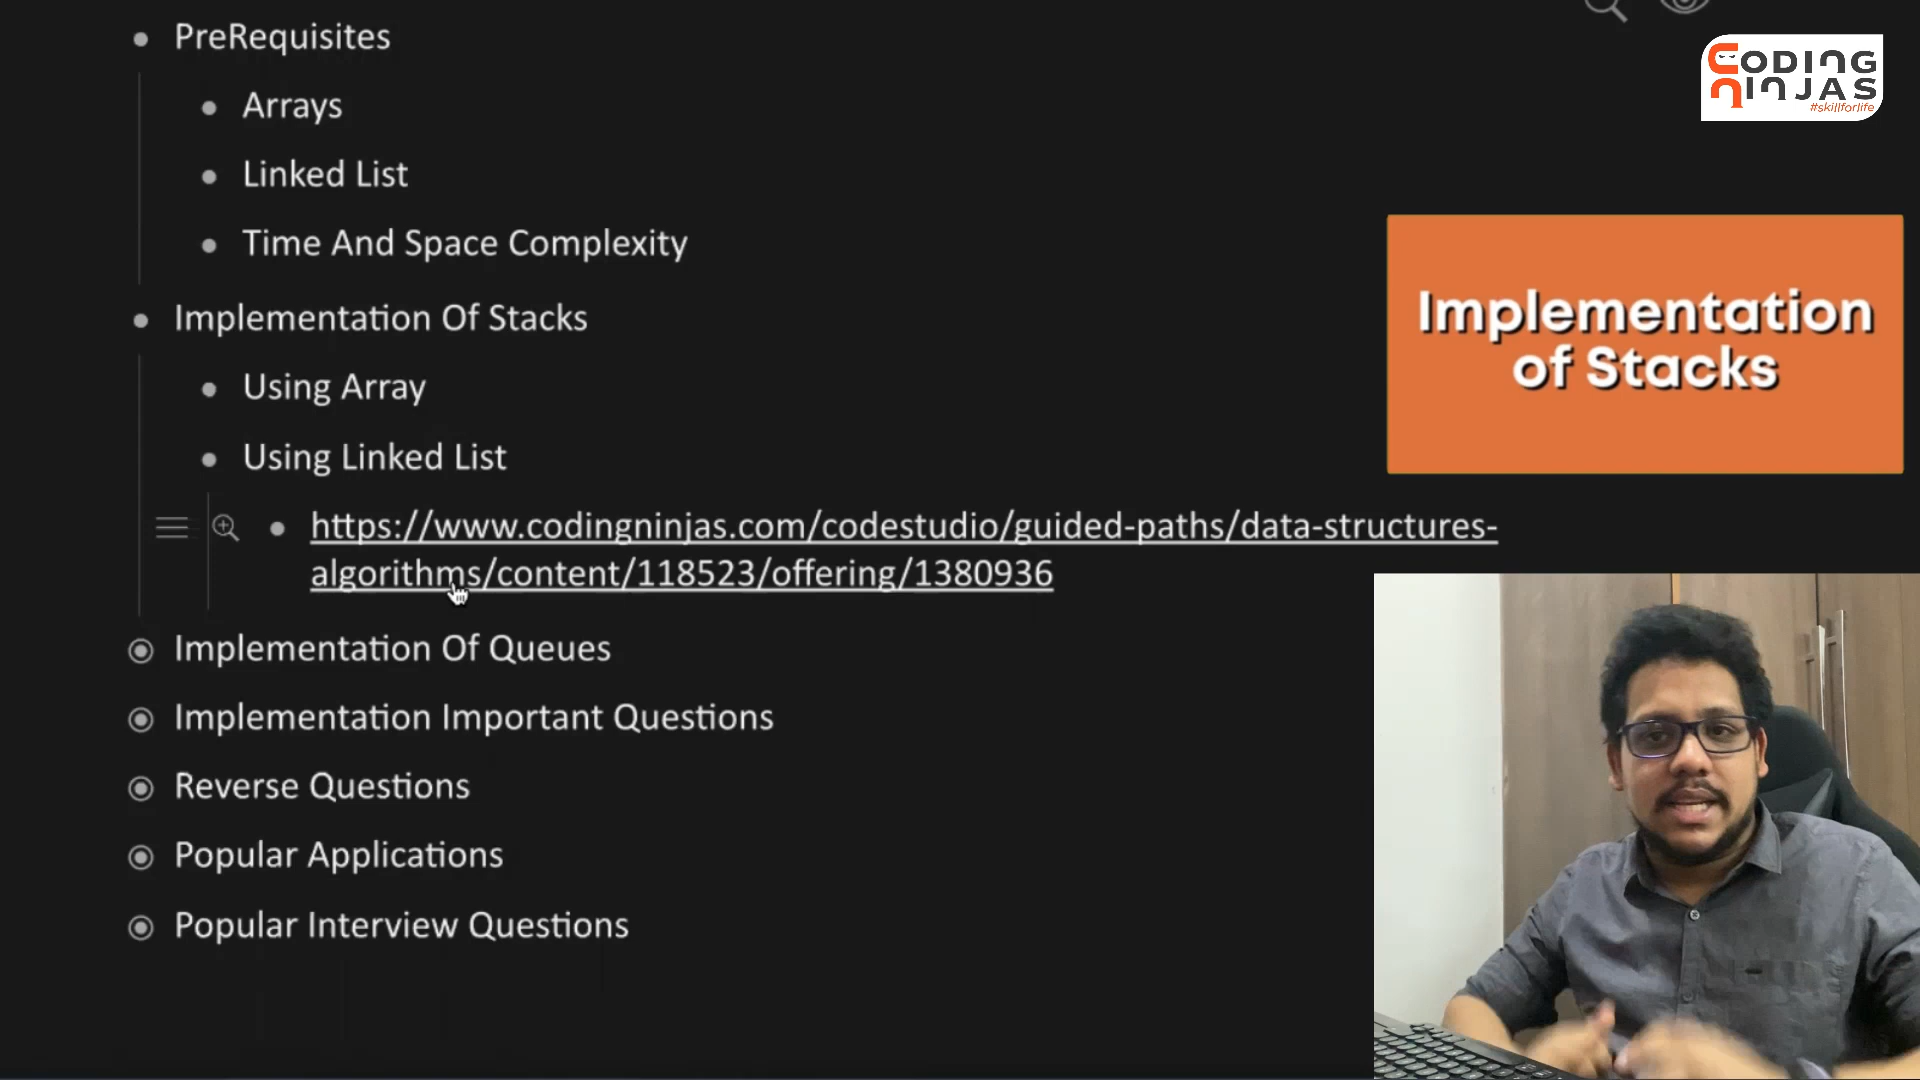 PreRequisites
Arrays
Linked List
Time And Space Complexity
Implementation Of Stacks
Using Array
Using Linked List
https://www.codingninjas.com/codestudio/guided-paths/data-structures-
algorithms/content/118523/offering/1380936
Implementation Of Queues
Implementation Important Questions
Reverse Questions
Popular Applications
Popular Interview Questions
CODING
NINJAS
#skillforlife
Implementation
of Stacks